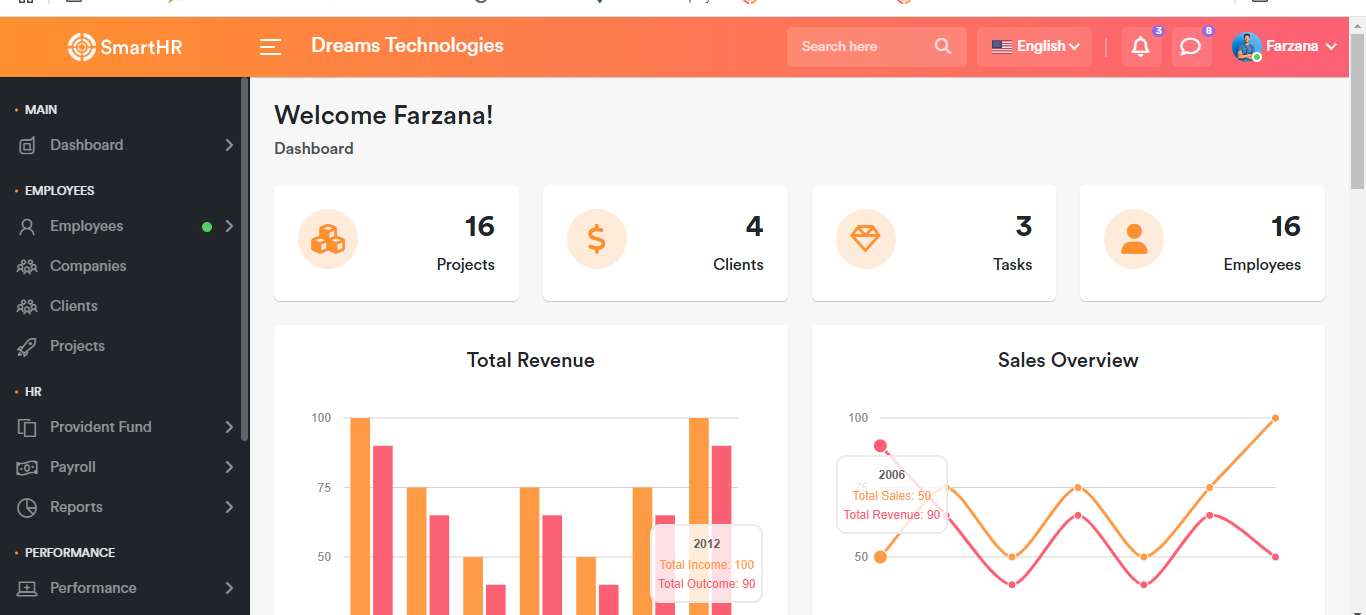 SmartHR
Dreams Technologies
Search here
English
3
8
Farzana
MAIN
Dashboard
EMPLOYEES
Employees
Companies
Clients
Projects
HR
Provident Fund
Payroll
Reports
PERFORMANCE
Performance
Welcome Farzana!
Dashboard
16
Projects
4
Clients
3
Tasks
16
Employees
Total Revenue
100
75
50
2012
Total Income: 100
Total Outcome: 90
Sales Overview
100
75
50
2006
Total Sales: 50
Total Revenue: 90